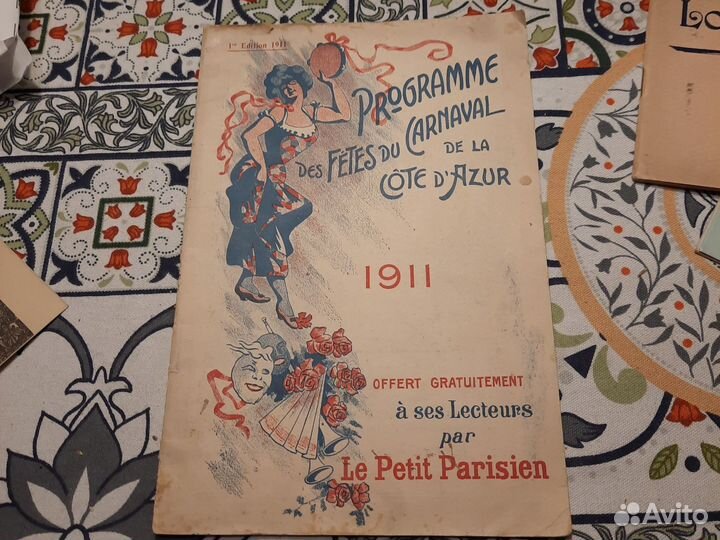 1re Edition 1911
PROGRAMME
DES FÊTES DU CARNAVAL
DE LA
CÔTE D'AZUR
1911
OFFERT GRATUITEMENT
à ses Lecteurs
par
Le Petit Parisien
Avito